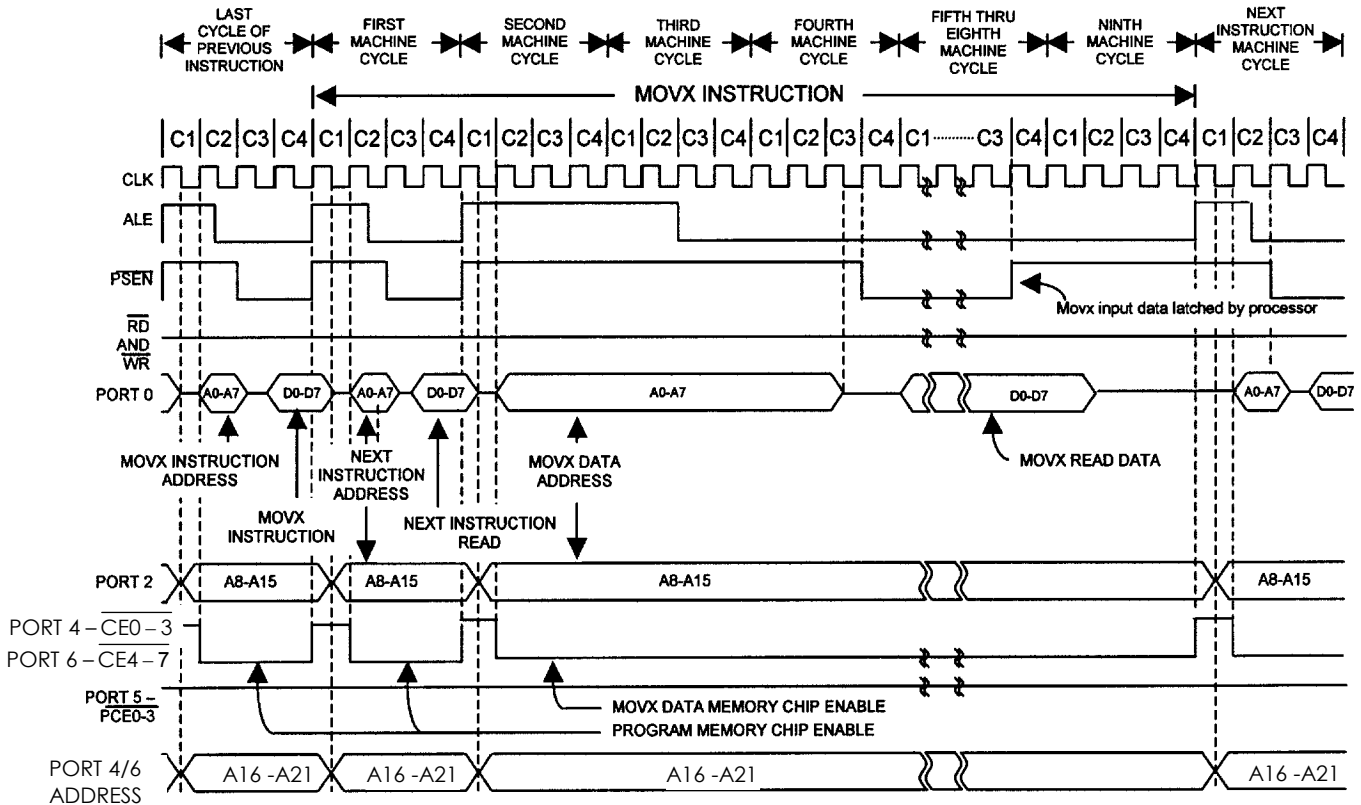 LAST CYCLE OF PREVIOUS INSTRUCTION
FIRST MACHINE CYCLE
SECOND MACHINE CYCLE
THIRD MACHINE CYCLE
FOURTH MACHINE CYCLE
FIFTH THRU EIGHTH MACHINE CYCLE
NINTH MACHINE CYCLE
NEXT INSTRUCTION MACHINE CYCLE
MOVX INSTRUCTION
C1 C2 C3 C4 C1 C2 C3 C4 C1 C2 C3 C4 C1 C2 C3 C4 C1 C2 C3 C4 C1 ......... C3 C4 C1 C2 C3 C4 C1 C2 C3 C4
CLK
ALE
PSEN
Movx input data latched by processor
RD
AND
WR
PORT 0 A0-A7 D0-D7 A0-A7 D0-D7 A0-A7 D0-D7 A0-A7 D0-D7
MOVX INSTRUCTION ADDRESS
MOVX INSTRUCTION
NEXT INSTRUCTION ADDRESS
NEXT INSTRUCTION READ
MOVX DATA ADDRESS
MOVX READ DATA
PORT 2 A8-A15 A8-A15 A8-A15 A8-A15
PORT 4 – CE0 – 3
PORT 6 – CE4 – 7
PORT 5 –
PCE0-3
MOVX DATA MEMORY CHIP ENABLE
PROGRAM MEMORY CHIP ENABLE
PORT 4/6 ADDRESS
A16 -A21 A16 -A21 A16 -A21 A16 -A21